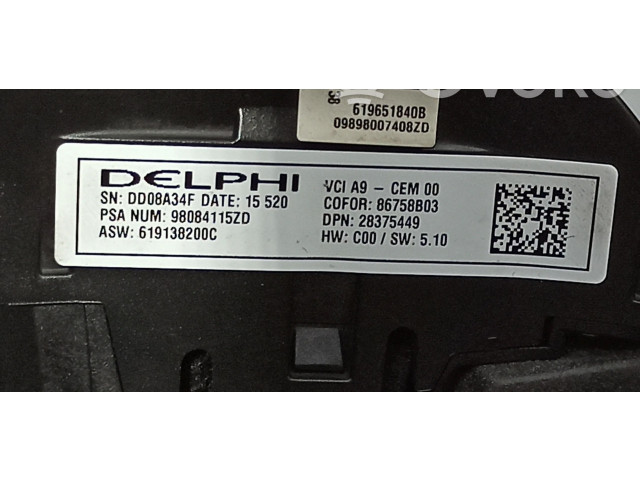 619651840B
09898007408ZD
DELPHI
SN: DD08A34F DATE: 15 520
PSA NUM: 98084115ZD
ASW: 619138200C
VCI A9 - CEM 00
COFOR: 86758B03
DPN: 28375449
HW: C00 / SW: 5.10